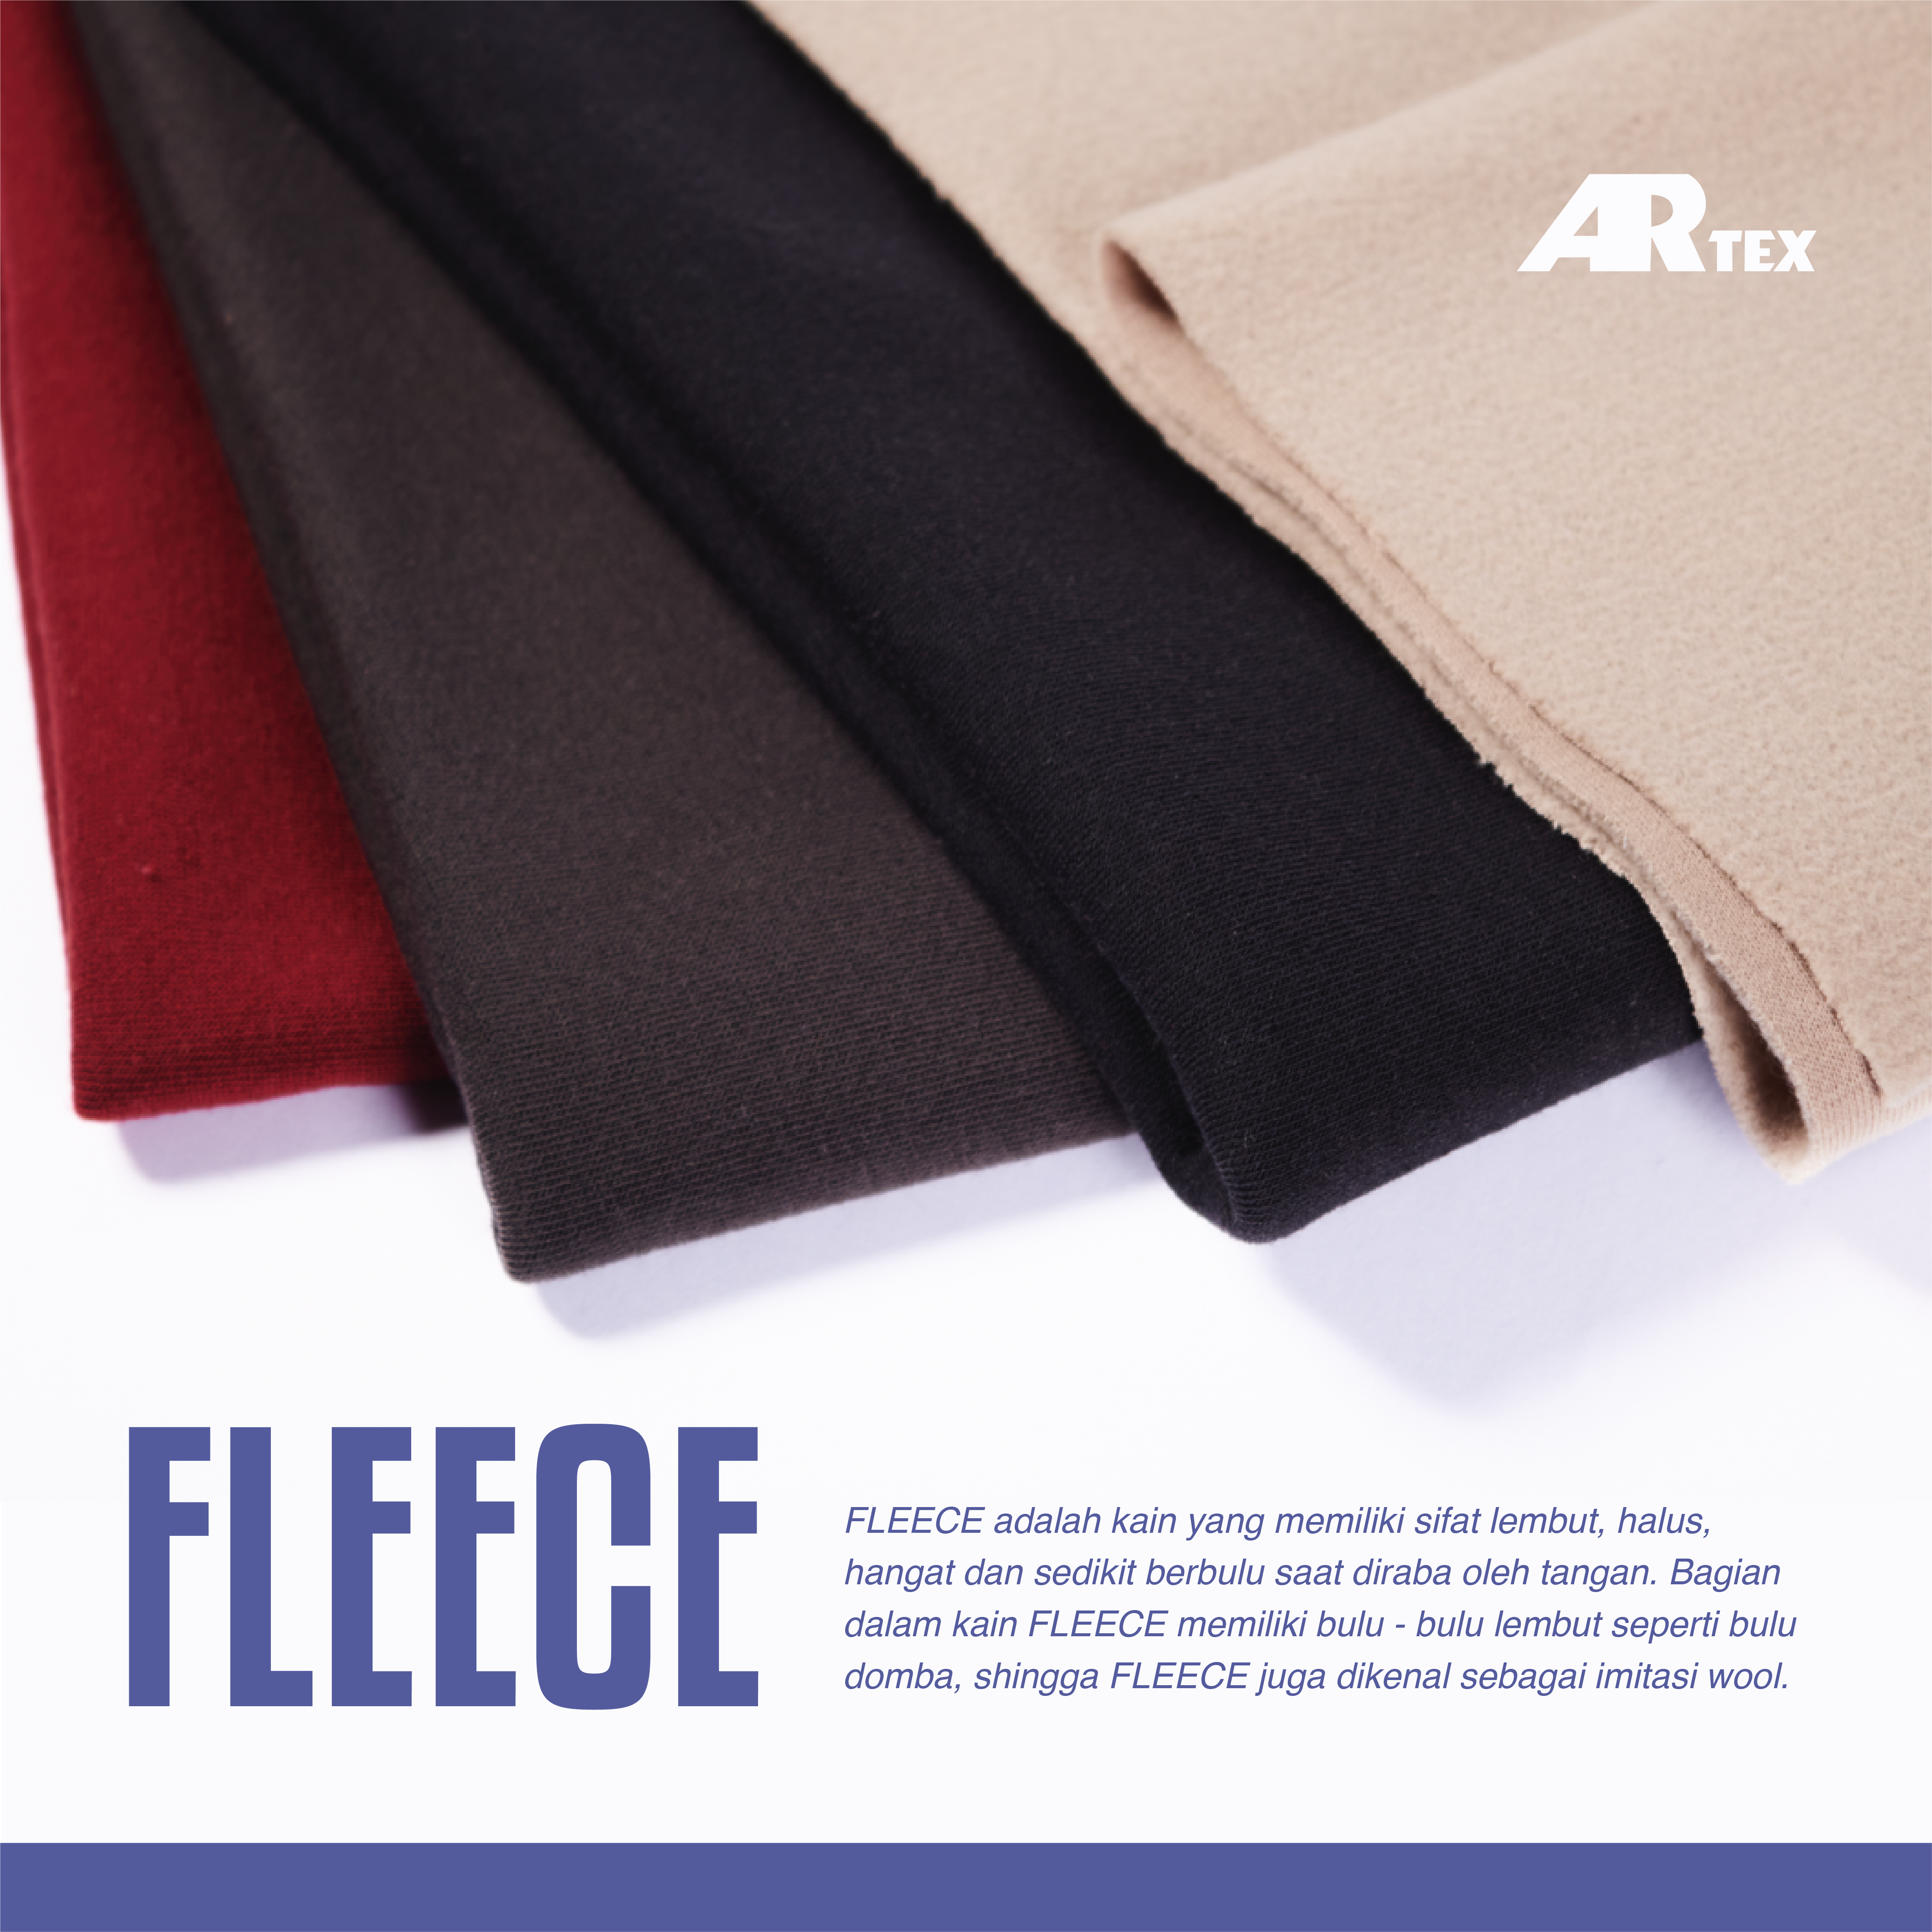 ARTEX
FLEECE
FLEECE adalah kain yang memiliki sifat lembut, halus,
hangat dan sedikit berbulu saat diraba oleh tangan. Bagian
dalam kain FLEECE memiliki bulu - bulu lembut seperti bulu
domba, shingga FLEECE juga dikenal sebagai imitasi wool.